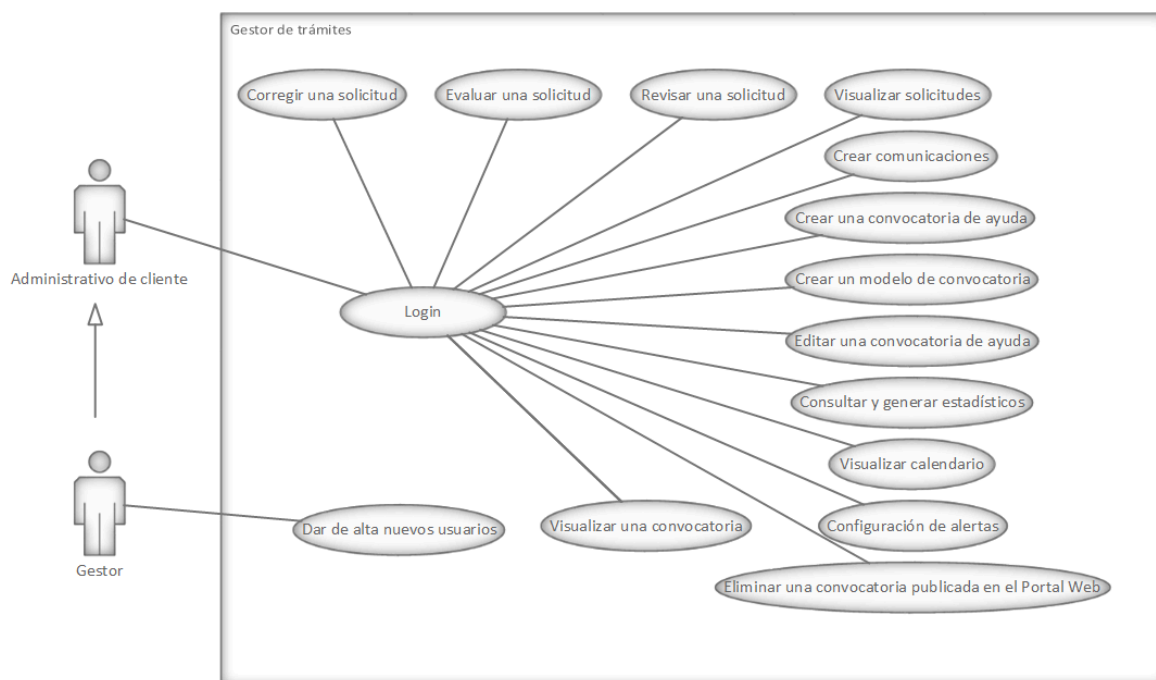 Gestor de trámites
Corregir una solicitud
Evaluar una solicitud
Revisar una solicitud
Visualizar solicitudes
Crear comunicaciones
Crear una convocatoria de ayuda
Administrativo de cliente
Crear un modelo de convocatoria
Login
Editar una convocatoria de ayuda
Consultar y generar estadísticos
Visualizar calendario
Dar de alta nuevos usuarios
Visualizar una convocatoria
Configuración de alertas
Gestor
Eliminar una convocatoria publicada en el Portal Web